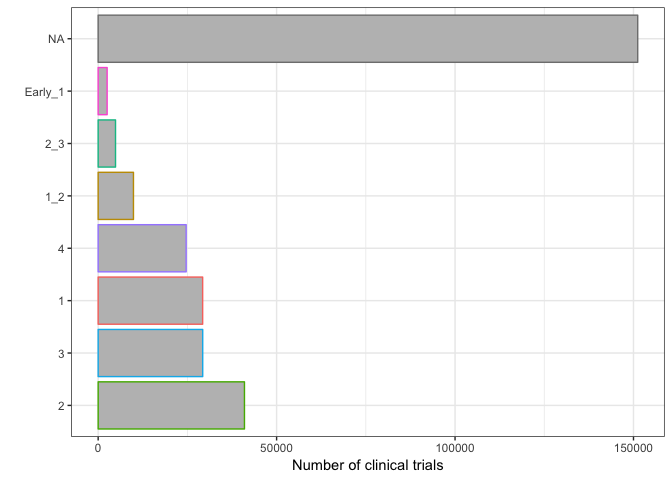 NA
Early_1
2_3
1_2
4
1
3
2
0 50000 100000 150000
Number of clinical trials